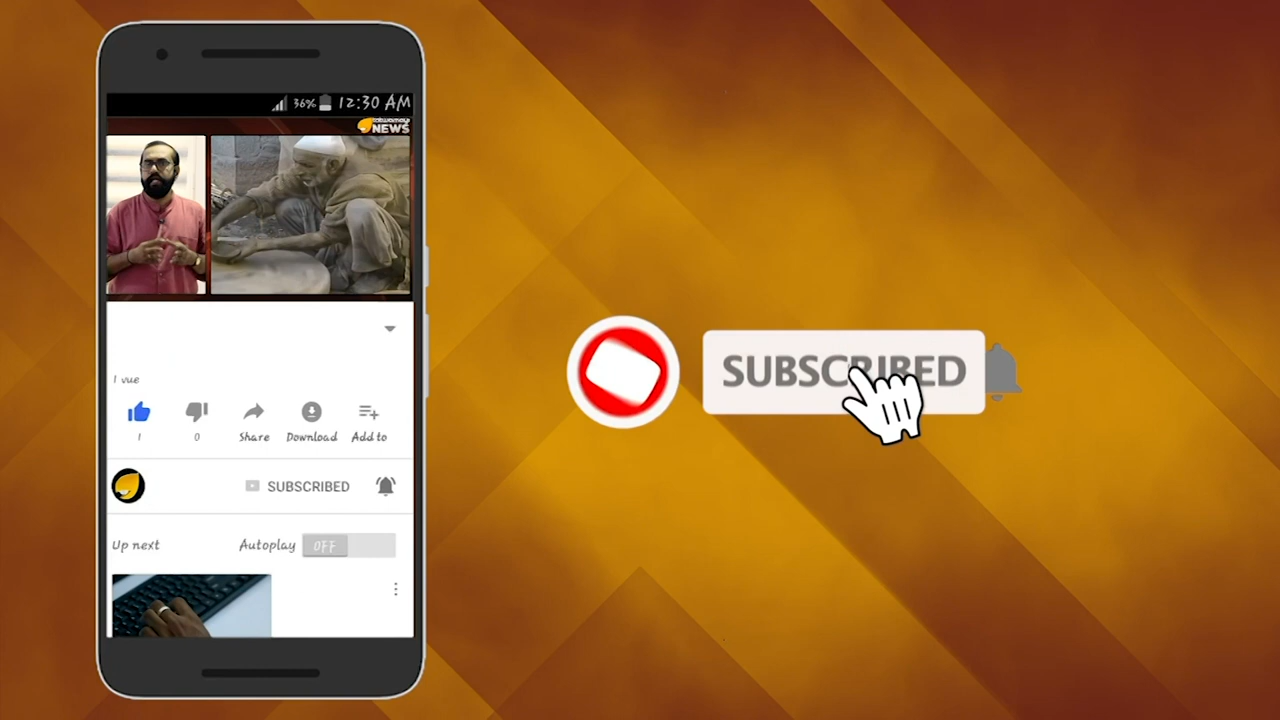 36% 12:30 AM
tatwamayi
NEWS
1 vue
1 0 Share Download Add to
SUBSCRIBED
Up next Autoplay OFF
SUBSCRIBED